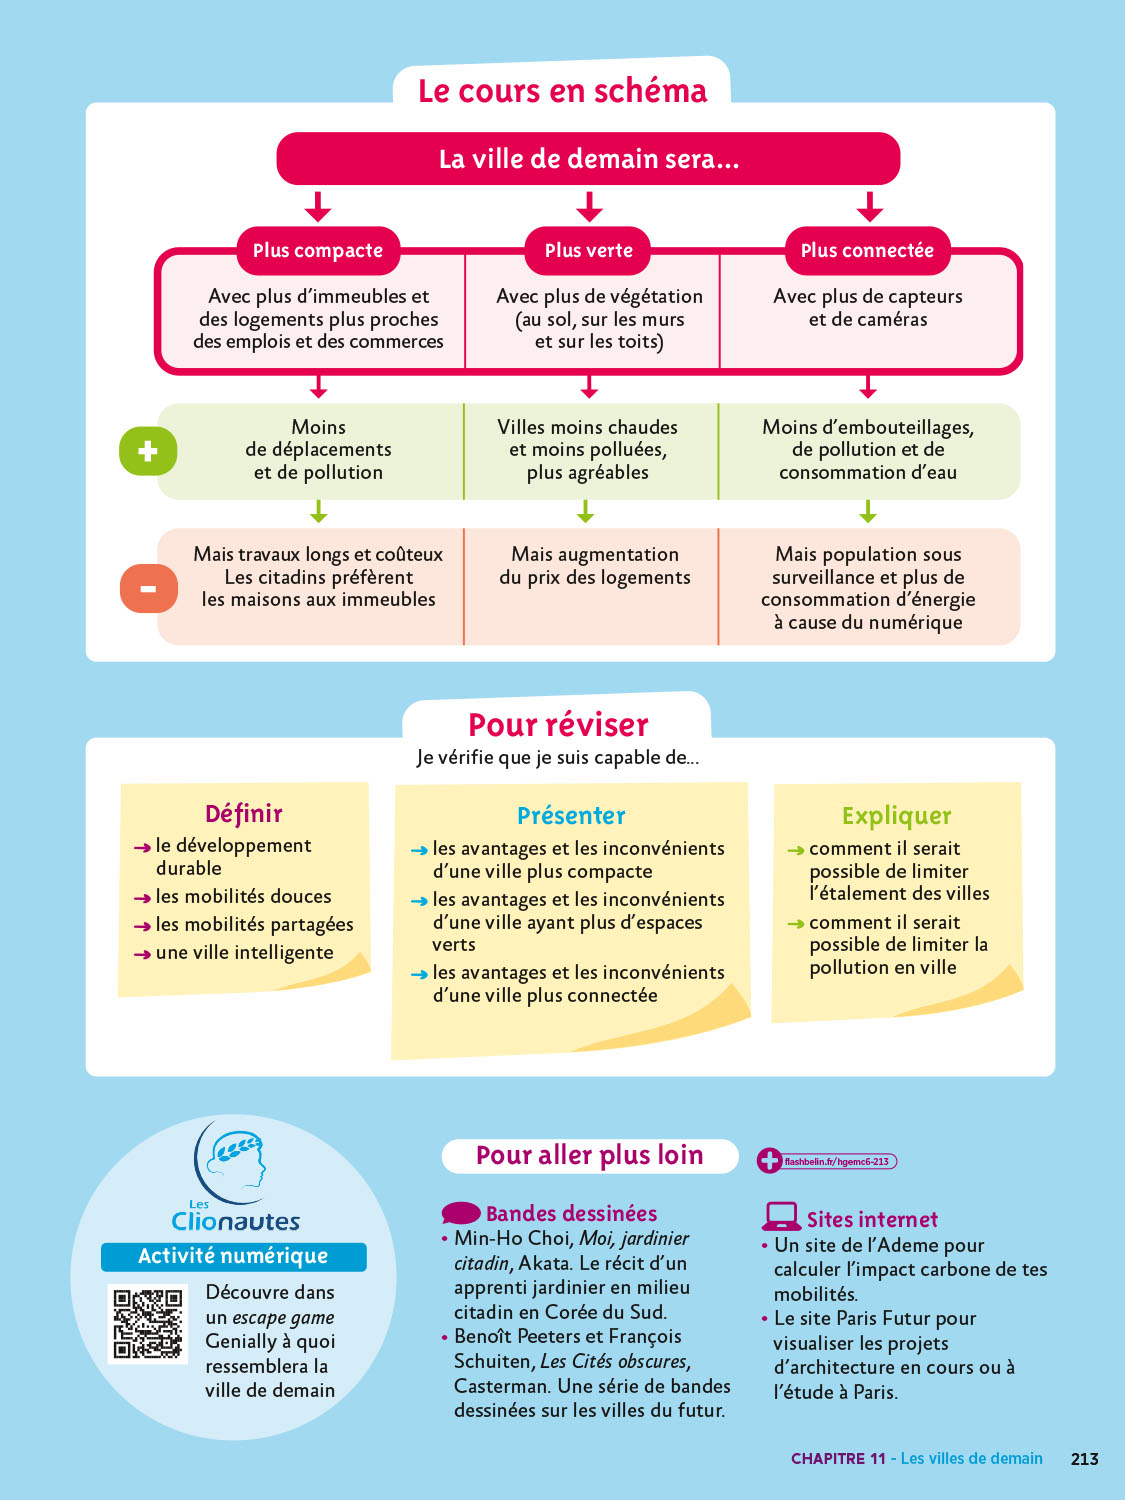 Le cours en schéma
La ville de demain sera...
Plus compacte
Avec plus d'immeubles et
des logements plus proches
des emplois et des commerces
Plus verte
Avec plus de végétation
(au sol, sur les murs
et sur les toits)
Plus connectée
Avec plus de capteurs
et de caméras
+
Moins
de déplacements
et de pollution
Villes moins chaudes
et moins polluées,
plus agréables
Moins d'embouteillages,
de pollution et de
consommation d'eau
-
Mais travaux longs et coûteux
Les citadins préfèrent
les maisons aux immeubles
Mais augmentation
du prix des logements
Mais population sous
surveillance et plus de
consommation d'énergie
à cause du numérique
Pour réviser
Je vérifie que je suis capable de...
Définir
→ le développement
durable
→ les mobilités douces
→ les mobilités partagées
→ une ville intelligente
Présenter
→ les avantages et les inconvénients
d'une ville plus compacte
→ les avantages et les inconvénients
d'une ville ayant plus d'espaces
verts
→ les avantages et les inconvénients
d'une ville plus connectée
Expliquer
→ comment il serait
possible de limiter
l'étalement des villes
→ comment il serait
possible de limiter la
pollution en ville
Les
Clionautes
Activité numérique
Découvre dans
un escape game
Genially à quoi
ressemblera la
ville de demain
Pour aller plus loin
+ flashbelin.fr/hgemc6-213
Bandes dessinées
• Min-Ho Choi, Moi, jardinier
citadin, Akata. Le récit d'un
apprenti jardinier en milieu
citadin en Corée du Sud.
• Benoît Peeters et François
Schuiten, Les Cités obscures,
Casterman. Une série de bandes
dessinées sur les villes du futur.
Sites internet
• Un site de l'Ademe pour
calculer l'impact carbone de tes
mobilités.
• Le site Paris Futur pour
visualiser les projets
d'architecture en cours ou à
l'étude à Paris.
CHAPITRE 11 - Les villes de demain 213